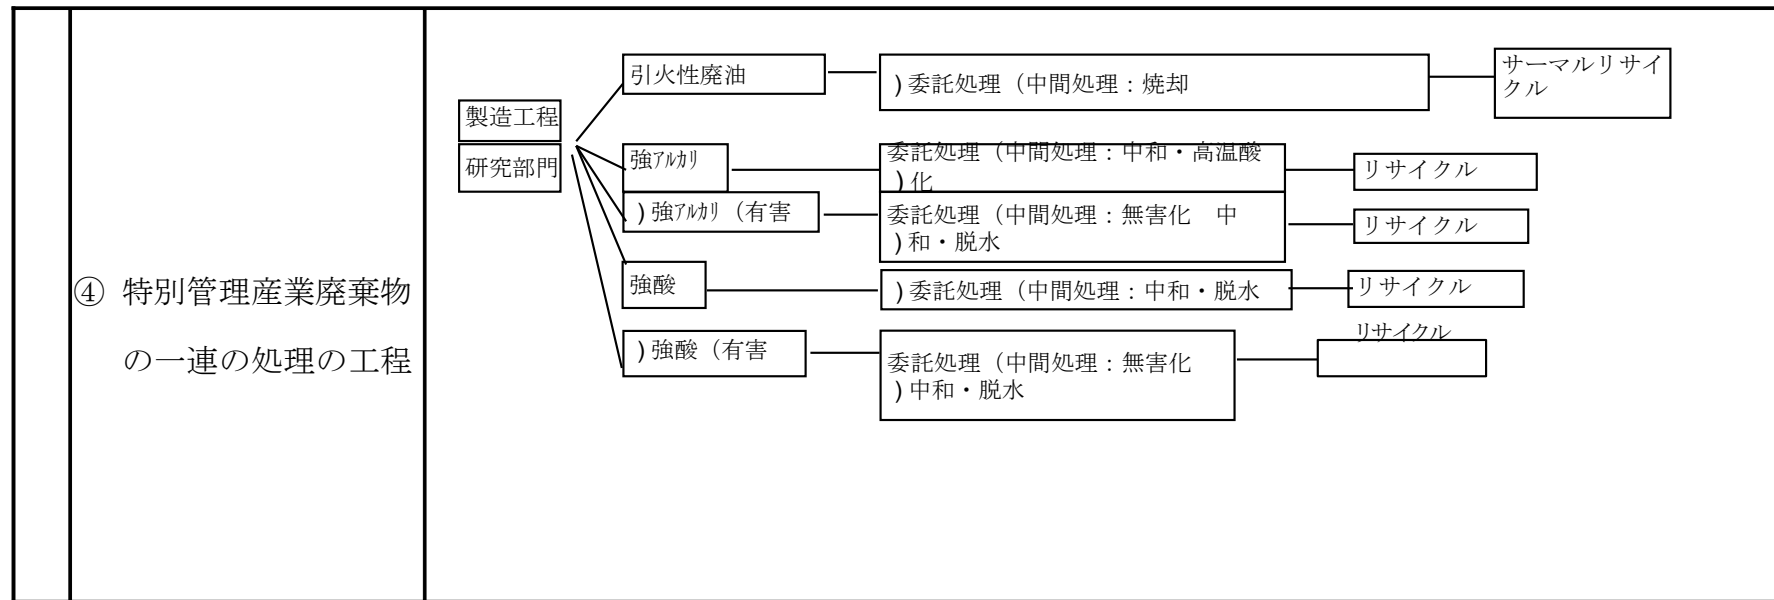 ④ 特別管理産業廃棄物
の一連の処理の工程
製造工程
研究部門
引火性廃油
)委託処理（中間処理：焼却
サーマルリサイ
クル
強アルカリ
委託処理（中間処理：中和・高温酸
)化
リサイクル
)強アルカリ（有害
委託処理（中間処理：無害化　中
)和・脱水
リサイクル
強酸
)委託処理（中間処理：中和・脱水
リサイクル
)強酸（有害
委託処理（中間処理：無害化
)中和・脱水
リサイクル